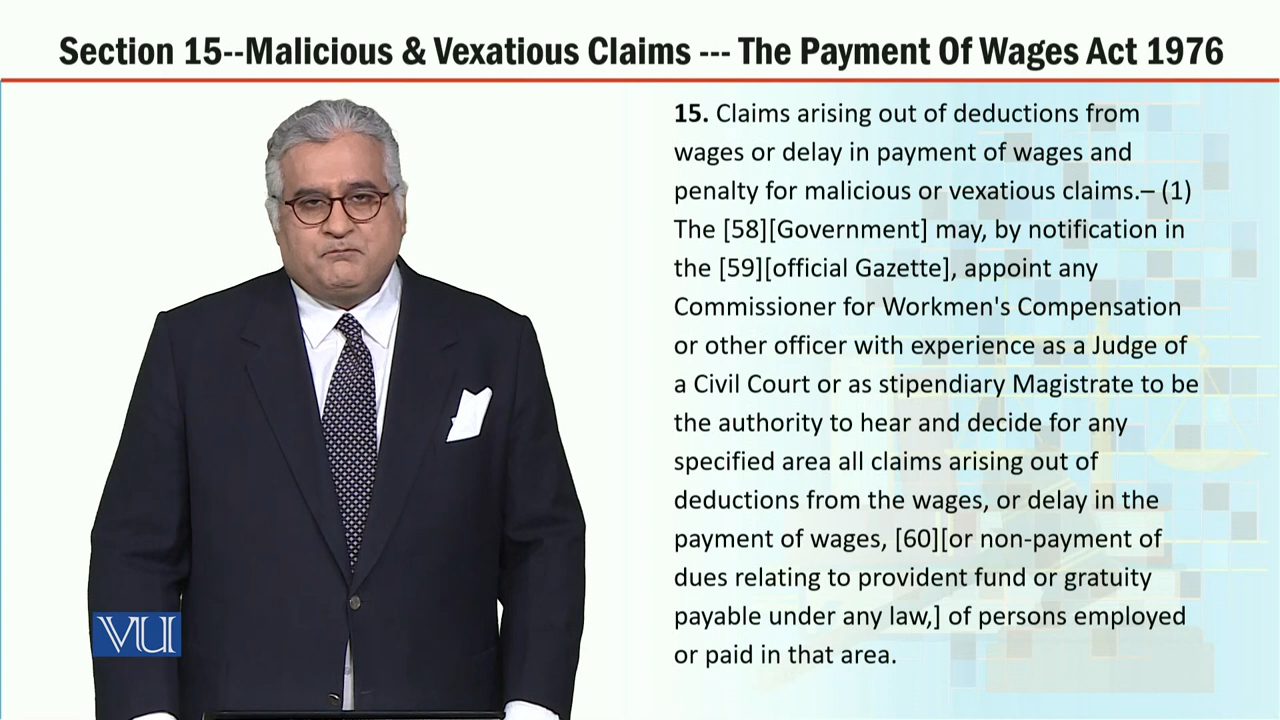 Section 15--Malicious & Vexatious Claims --- The Payment Of Wages Act 1976
15. Claims arising out of deductions from
wages or delay in payment of wages and
penalty for malicious or vexatious claims.– (1)
The [58][Government] may, by notification in
the [59][official Gazette], appoint any
Commissioner for Workmen's Compensation
or other officer with experience as a Judge of
a Civil Court or as stipendiary Magistrate to be
the authority to hear and decide for any
specified area all claims arising out of
deductions from the wages, or delay in the
payment of wages, [60][or non-payment of
dues relating to provident fund or gratuity
payable under any law,] of persons employed
or paid in that area.
VU